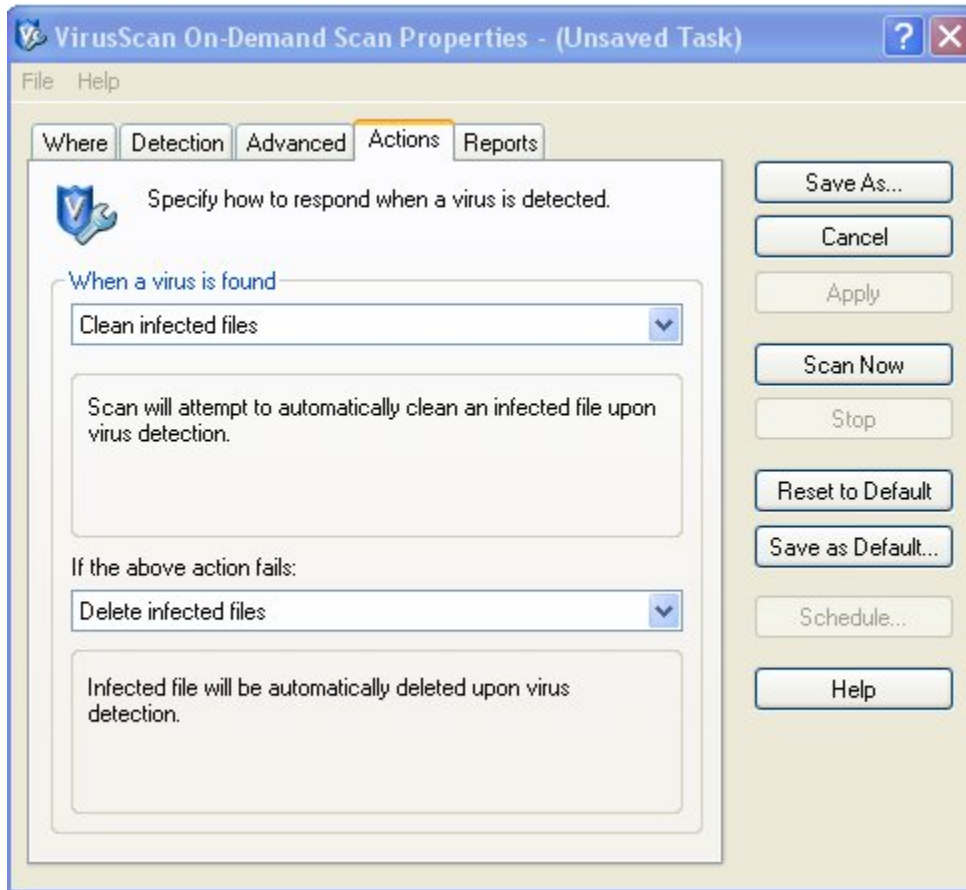 VirusScan On-Demand Scan Properties - (Unsaved Task)
File Help
Where Detection Advanced Actions Reports
Specify how to respond when a virus is detected.
When a virus is found
Clean infected files
Scan will attempt to automatically clean an infected file upon
virus detection.
If the above action fails:
Delete infected files
Infected file will be automatically deleted upon virus
detection.
Save As...
Cancel
Apply
Scan Now
Stop
Reset to Default
Save as Default...
Schedule...
Help